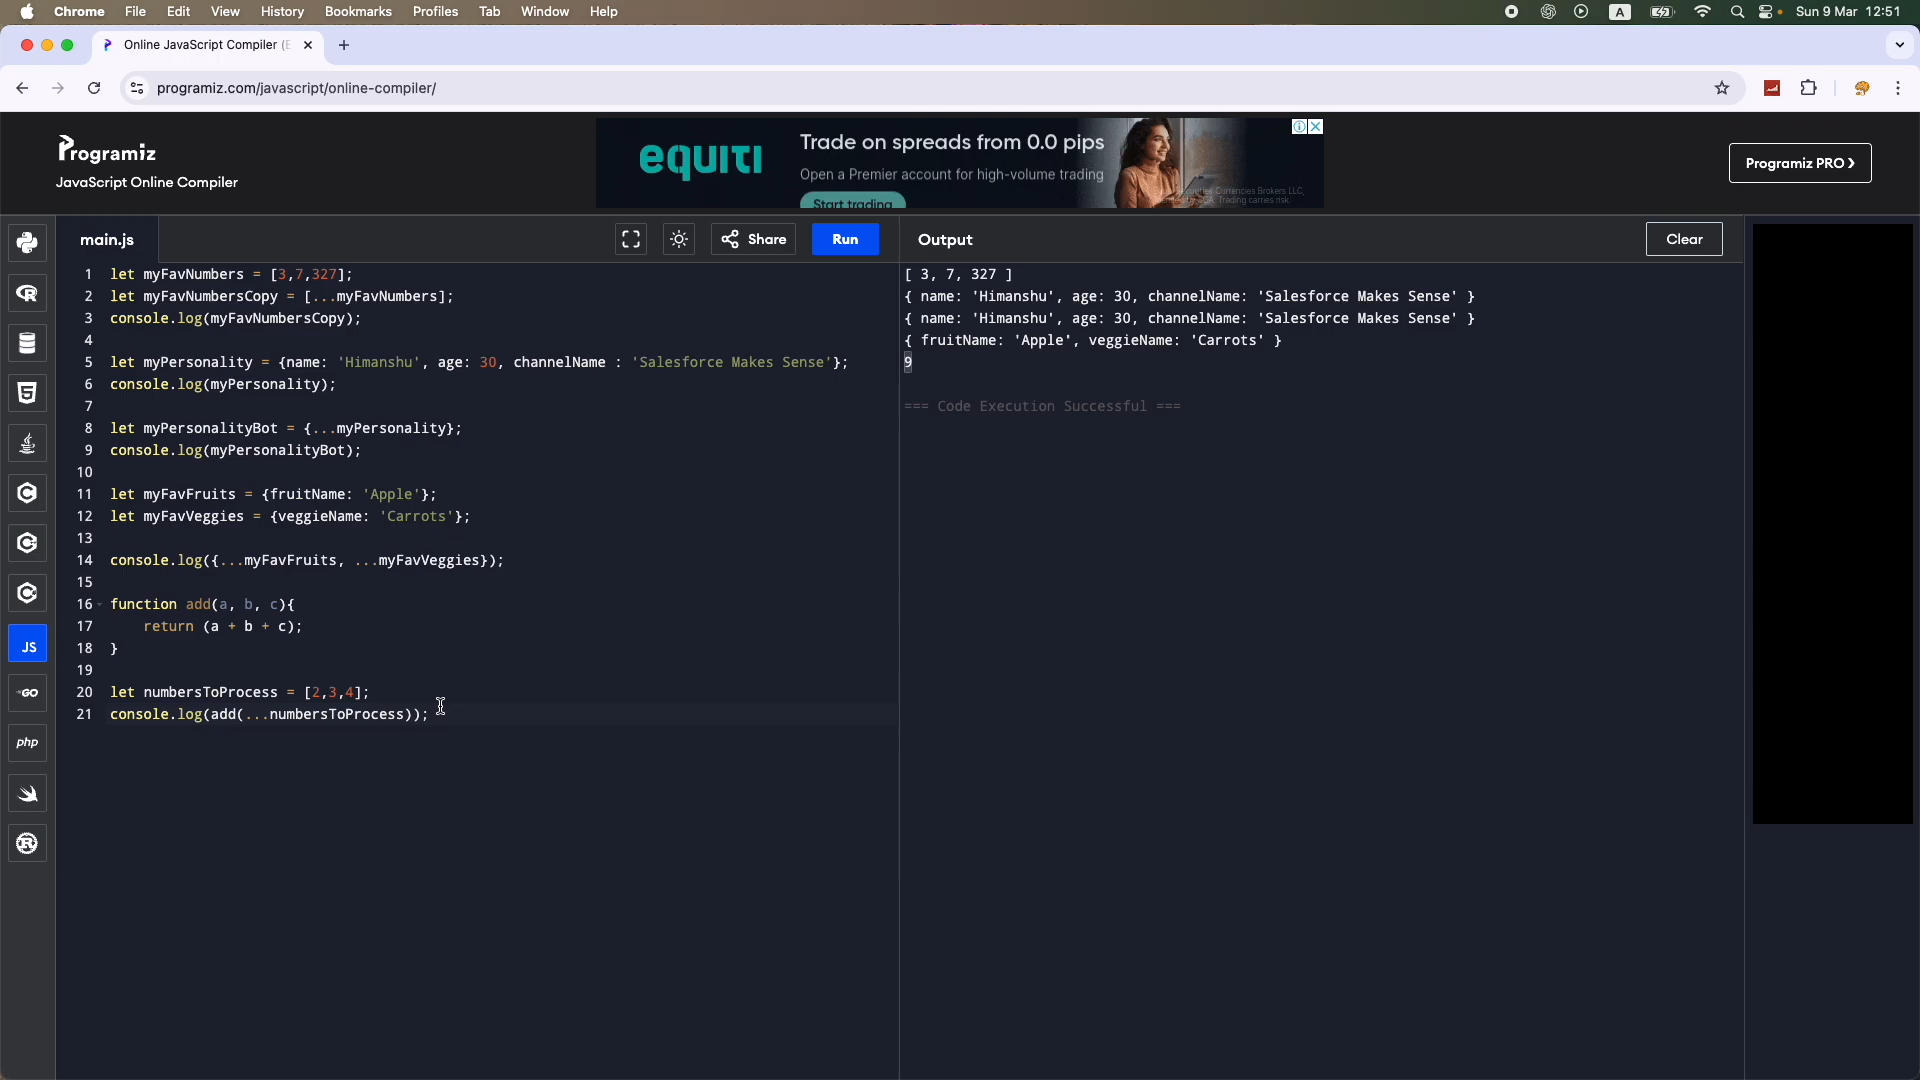 Chrome File Edit View History Bookmarks Profiles Tab Window Help A Sun 9 Mar 12:51
Online JavaScript Compiler (E
programiz.com/javascript/online-compiler/
Programiz
JavaScript Online Compiler
equiti
Trade on spreads from 0.0 pips
Open a Premier account for high-volume trading
Start trading
Programiz PRO
main.js
Share
Run
Output
Clear
1 let myFavNumbers = [3,7,327];
2 let myFavNumbersCopy = [...myFavNumbers];
3 console.log(myFavNumbersCopy);
4
5 let myPersonality = {name: 'Himanshu', age: 30, channelName : 'Salesforce Makes Sense'};
6 console.log(myPersonality);
7
8 let myPersonalityBot = {...myPersonality};
9 console.log(myPersonalityBot);
10
11 let myFavFruits = {fruitName: 'Apple'};
12 let myFavVeggies = {veggieName: 'Carrots'};
13
14 console.log({...myFavFruits, ...myFavVeggies});
15
16 function add(a, b, c){
17 return (a + b + c);
18 }
19
20 let numbersToProcess = [2,3,4];
21 console.log(add(...numbersToProcess));
[ 3, 7, 327 ]
{ name: 'Himanshu', age: 30, channelName: 'Salesforce Makes Sense' }
{ name: 'Himanshu', age: 30, channelName: 'Salesforce Makes Sense' }
{ fruitName: 'Apple', veggieName: 'Carrots' }
9
=== Code Execution Successful ===
JS
GO
php